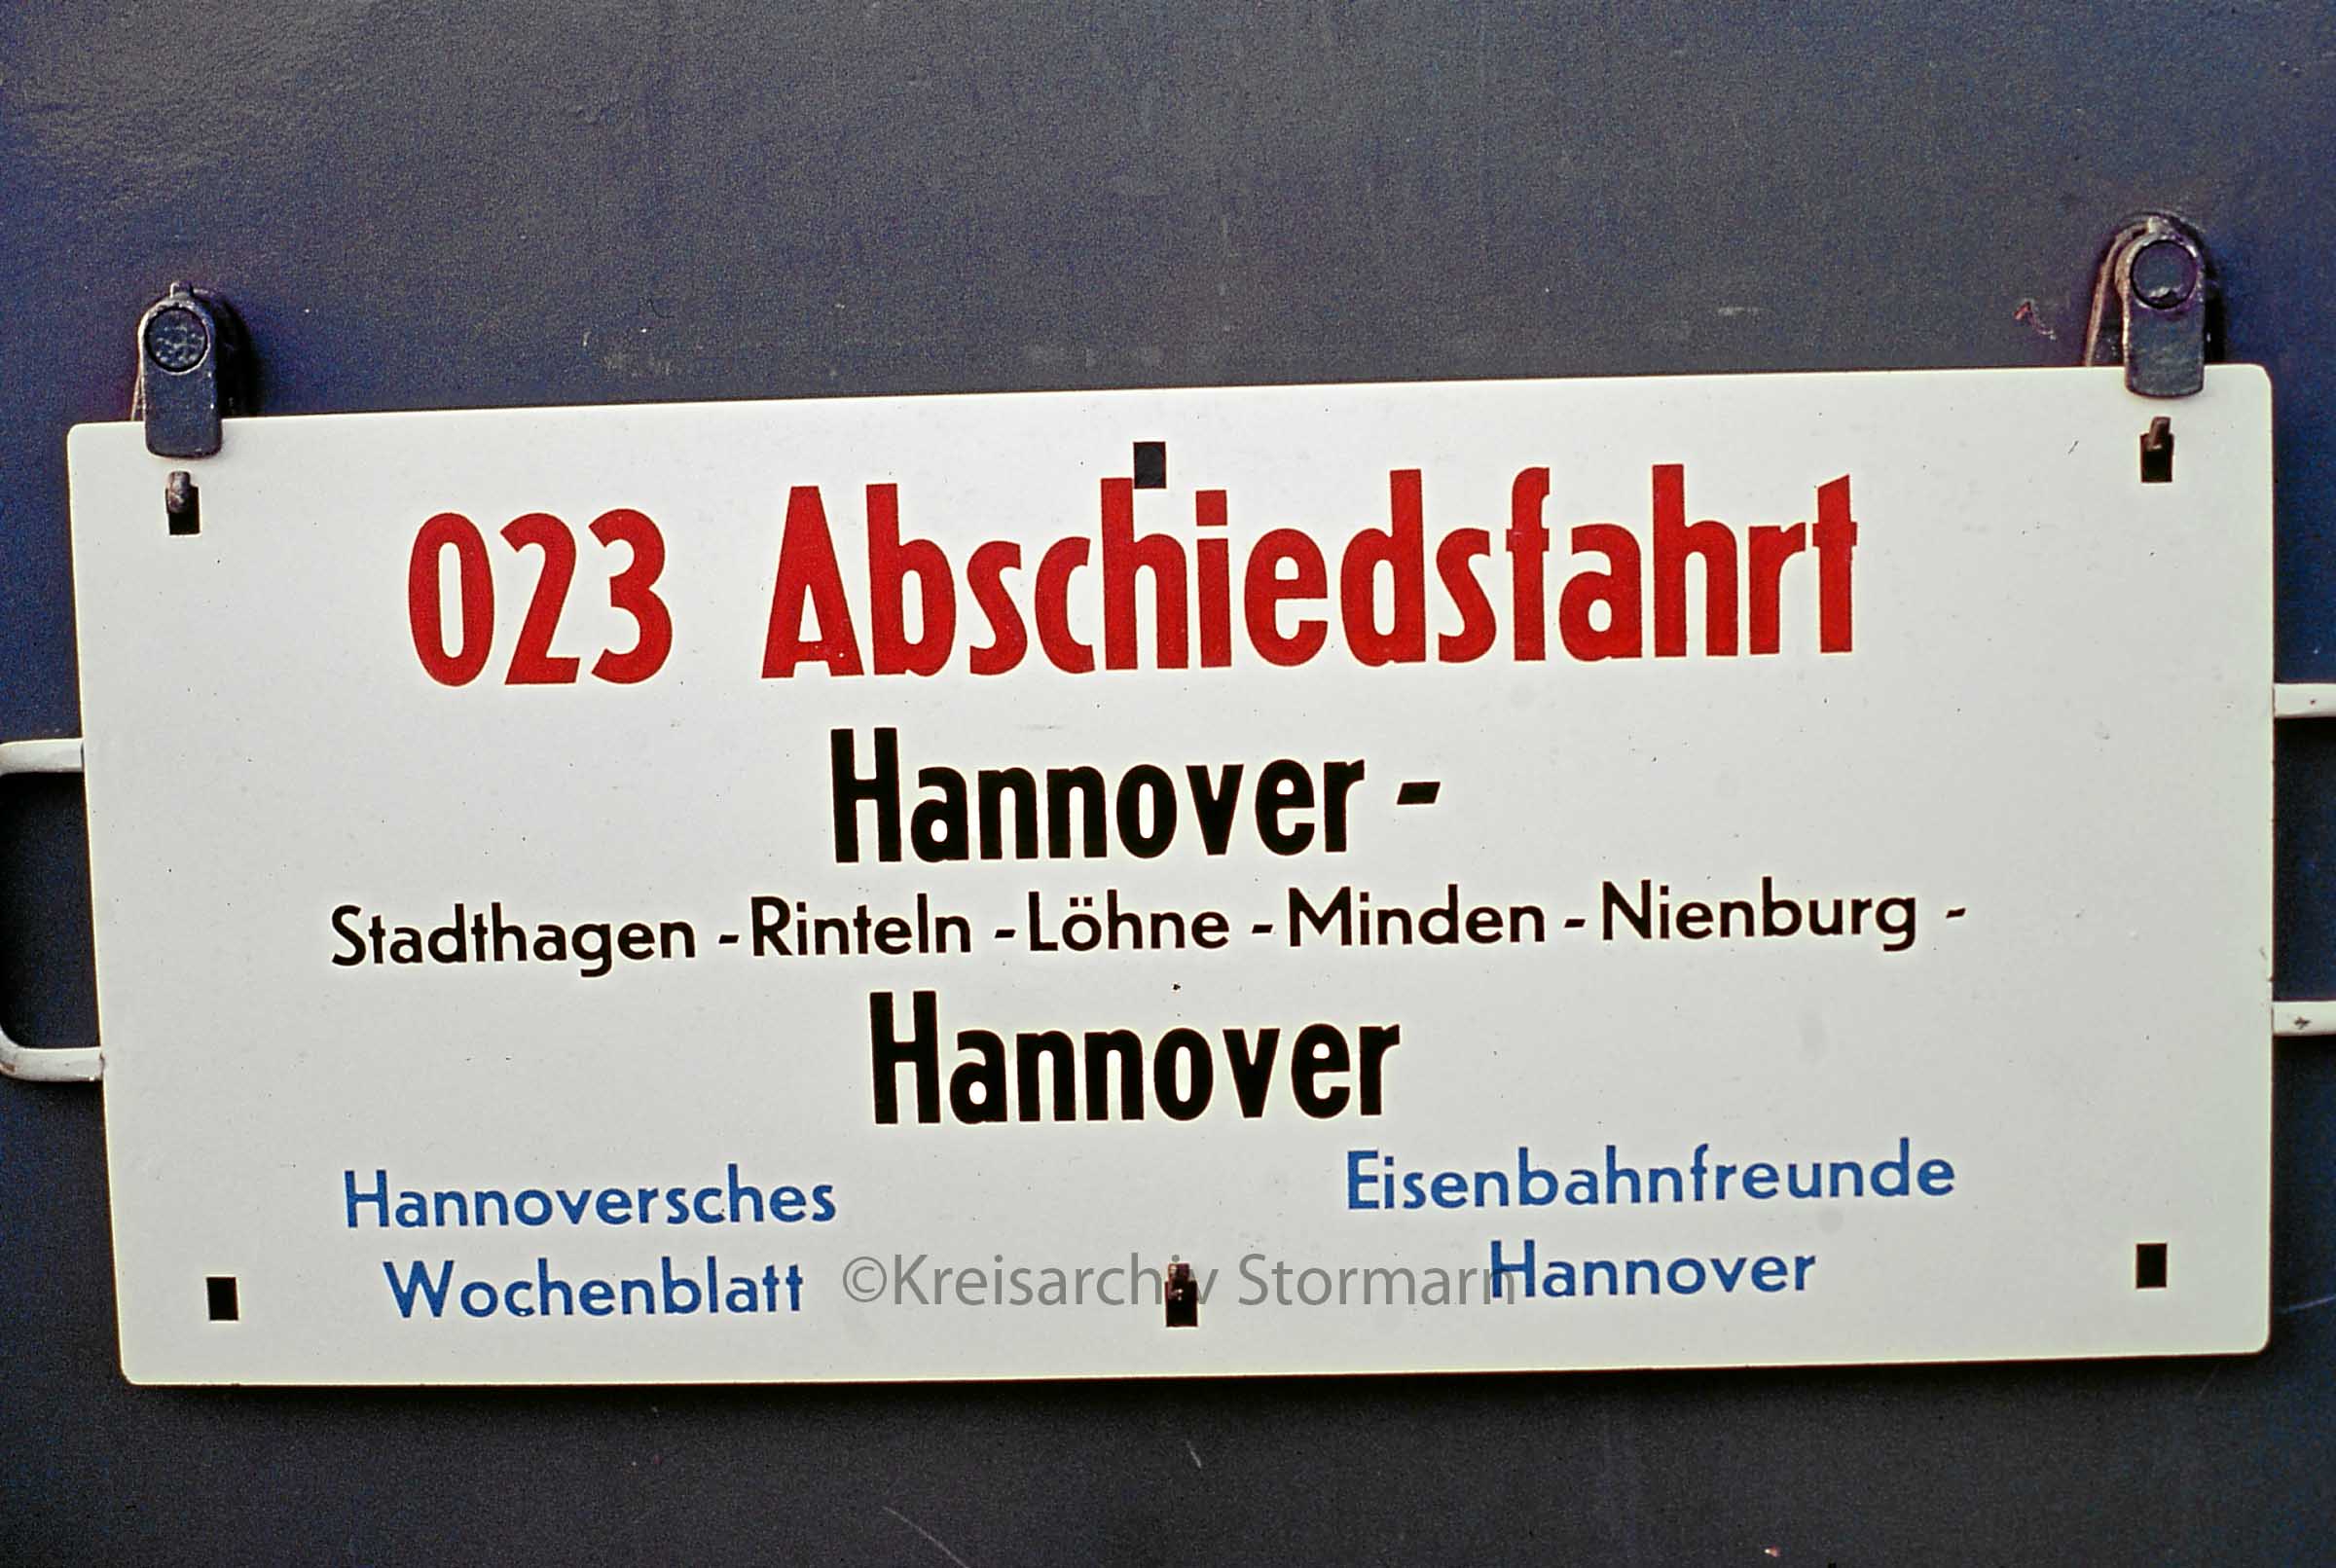 023 Abschiedsfahrt
Hannover -
Stadthagen - Rinteln - Löhne - Minden - Nienburg -
Hannover
Hannoversches
Wochenblatt
Eisenbahnfreunde
Hannover
©Kreisarchiv Stormarn